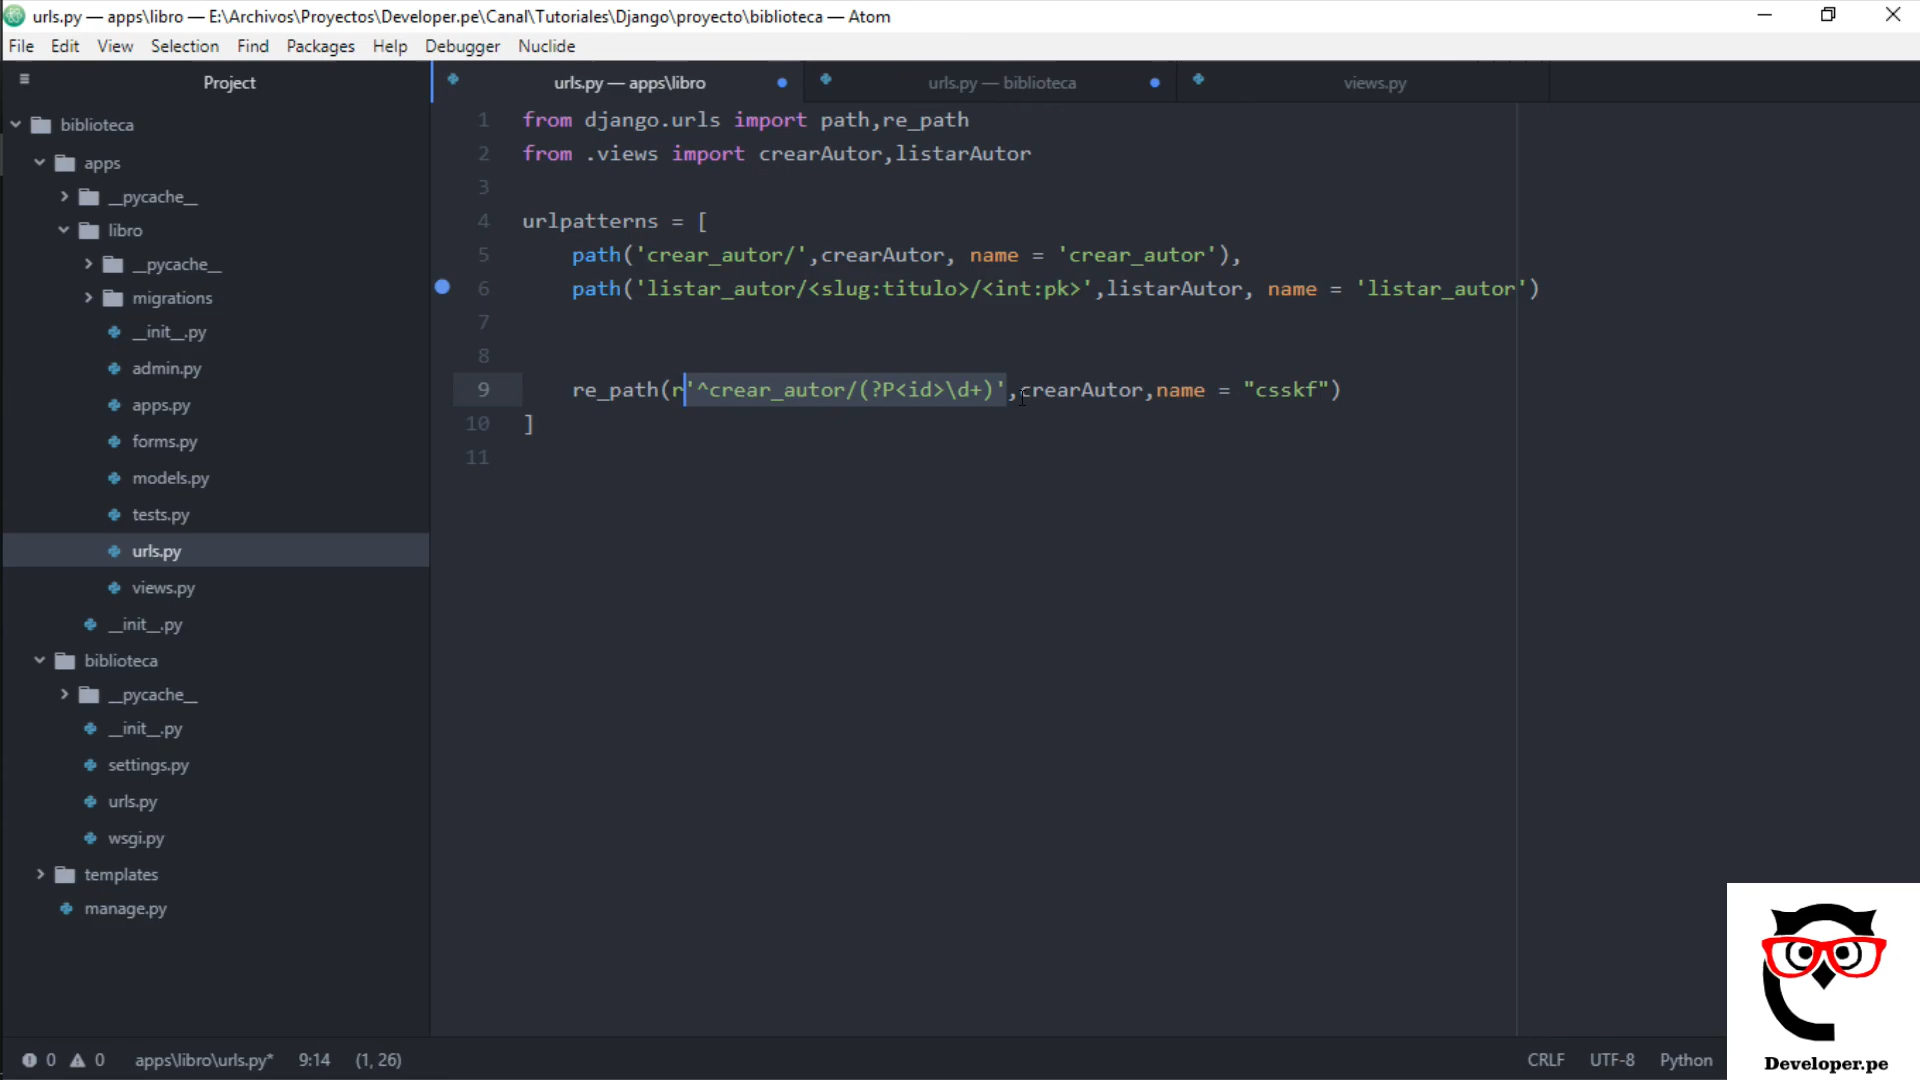 urls.py — apps\libro — E:\Archivos\Proyectos\Developer.pe\Canal\Tutoriales\Django\proyecto\biblioteca — Atom
File Edit View Selection Find Packages Help Debugger Nuclide
Project
urls.py — apps\libro
urls.py — biblioteca
views.py
biblioteca
apps
__pycache__
libro
__pycache__
migrations
__init__.py
admin.py
apps.py
forms.py
models.py
tests.py
urls.py
views.py
__init__.py
biblioteca
__pycache__
__init__.py
settings.py
urls.py
wsgi.py
templates
manage.py
1 from django.urls import path,re_path
2 from .views import crearAutor,listarAutor
3
4 urlpatterns = [
5 path('crear_autor/',crearAutor, name = 'crear_autor'),
6 path('listar_autor/<slug:titulo>/<int:pk>',listarAutor, name = 'listar_autor')
7
8
9 re_path(r'^crear_autor/(?P<id>\d+)',crearAutor,name = "csskf")
10 ]
11
0 0 apps\libro\urls.py* 9:14 (1, 26)
CRLF UTF-8 Python
Developer.pe